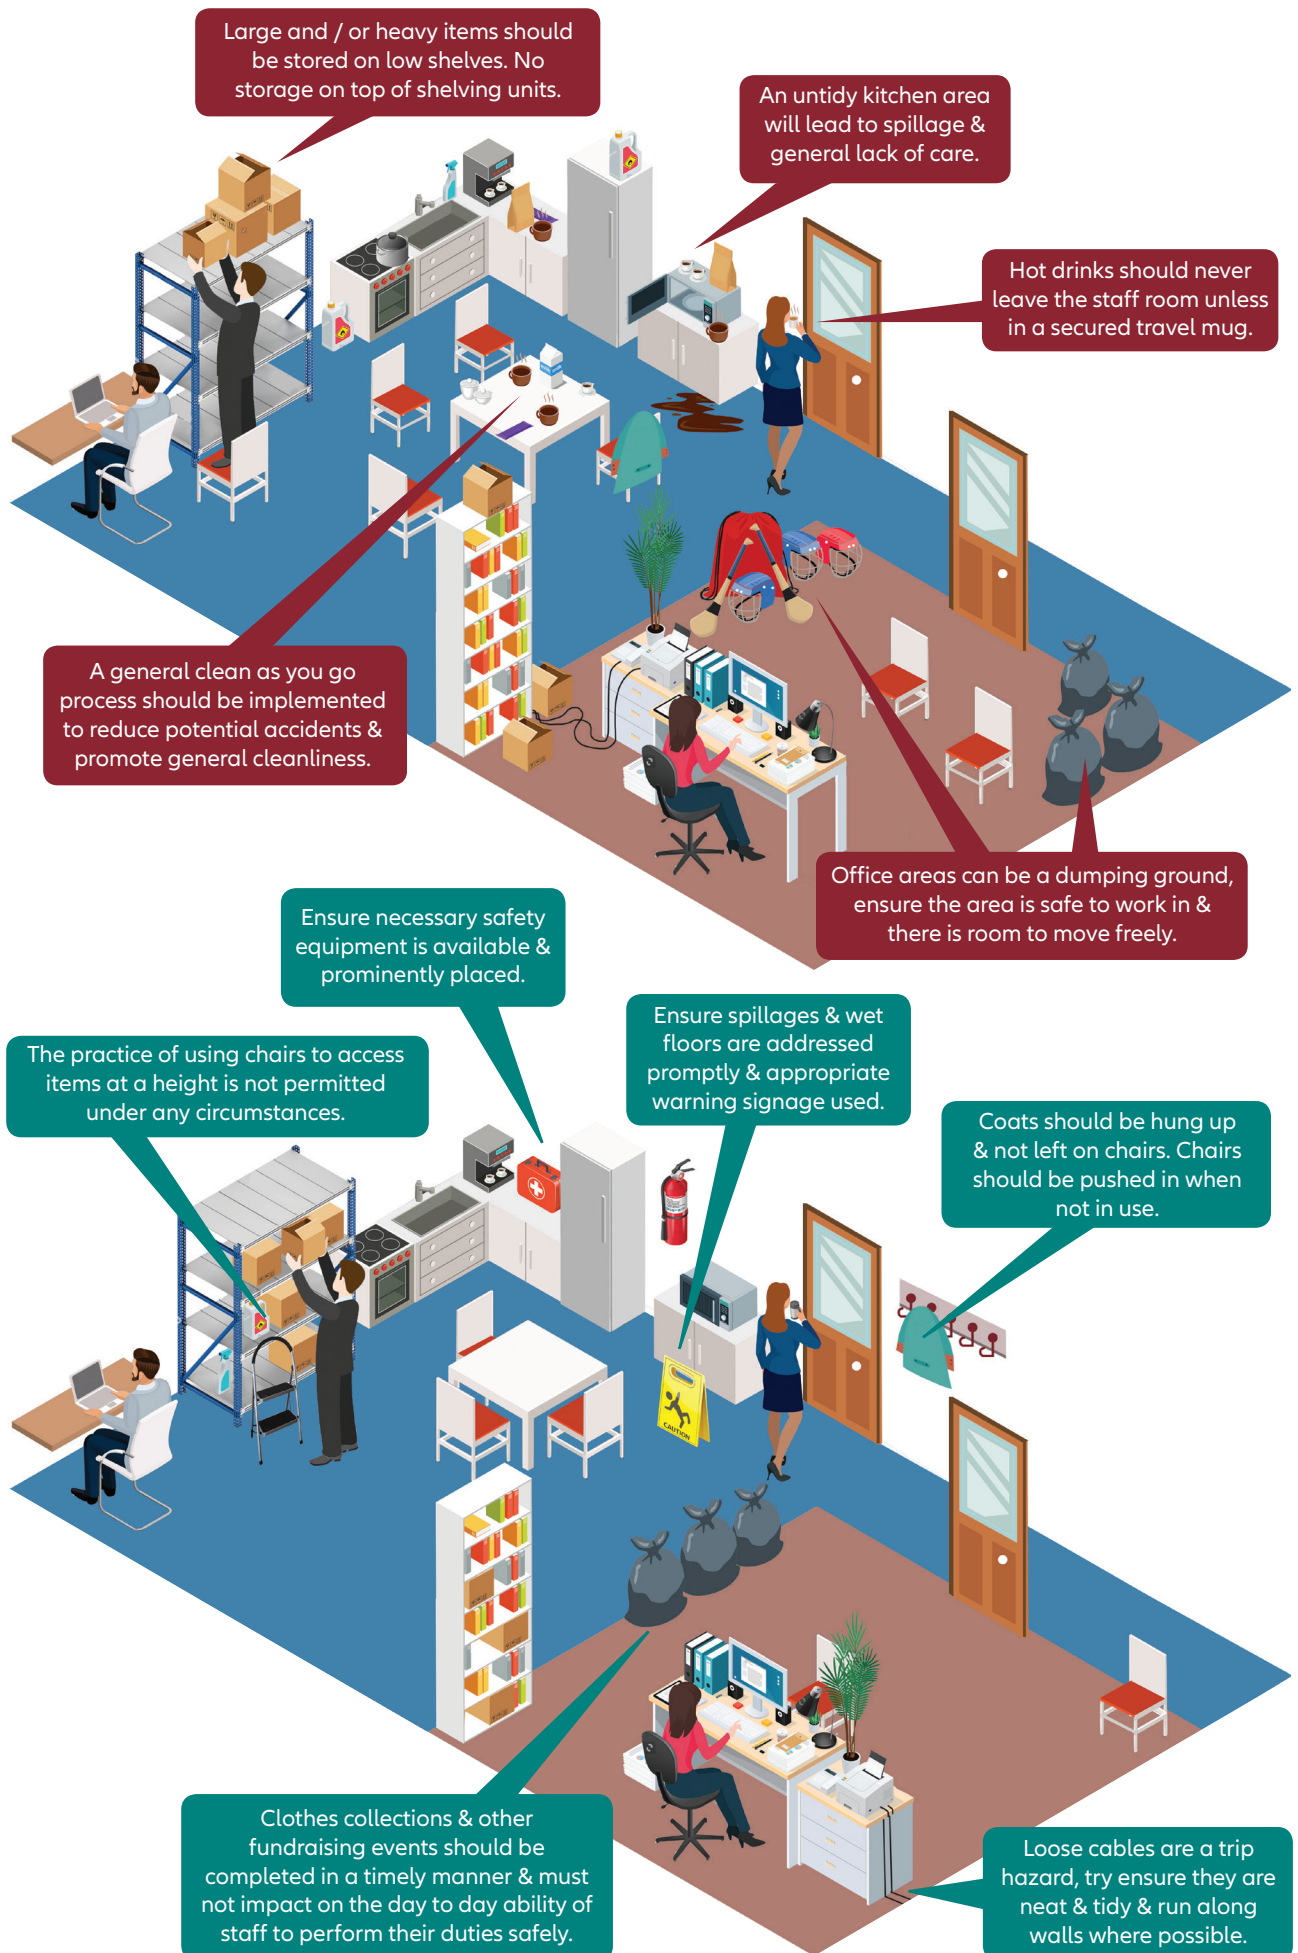 Large and / or heavy items should
be stored on low shelves. No
storage on top of shelving units.
An untidy kitchen area
will lead to spillage &
general lack of care.
Hot drinks should never
leave the staff room unless
in a secured travel mug.
A general clean as you go
process should be implemented
to reduce potential accidents &
promote general cleanliness.
Office areas can be a dumping ground,
ensure the area is safe to work in &
there is room to move freely.
Ensure necessary safety
equipment is available &
prominently placed.
Ensure spillages & wet
floors are addressed
promptly & appropriate
warning signage used.
The practice of using chairs to access
items at a height is not permitted
under any circumstances.
Coats should be hung up
& not left on chairs. Chairs
should be pushed in when
not in use.
CAUTION
Clothes collections & other
fundraising events should be
completed in a timely manner & must
not impact on the day to day ability of
staff to perform their duties safely.
Loose cables are a trip
hazard, try ensure they are
neat & tidy & run along
walls where possible.